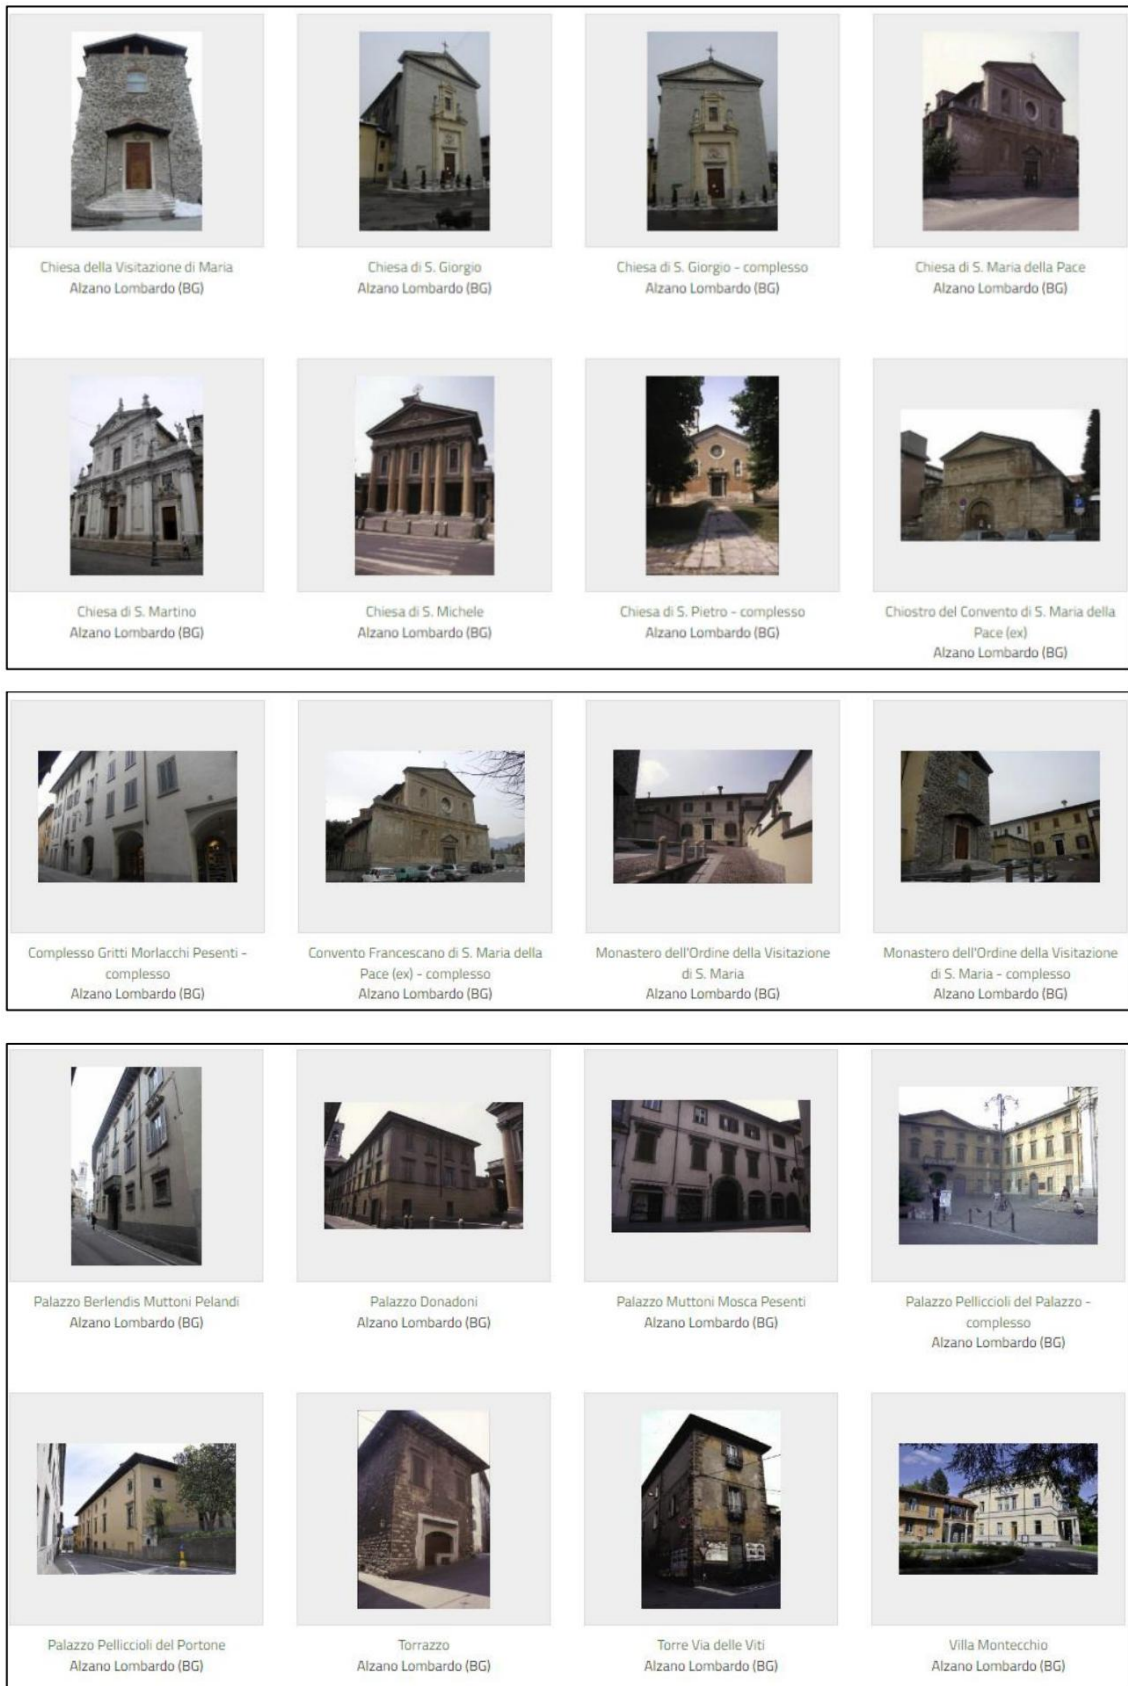 Chiesa della Visitazione di Maria
Alzano Lombardo (BG)
Chiesa di S. Giorgio
Alzano Lombardo (BG)
Chiesa di S. Giorgio - complesso
Alzano Lombardo (BG)
Chiesa di S. Maria della Pace
Alzano Lombardo (BG)
Chiesa di S. Martino
Alzano Lombardo (BG)
Chiesa di S. Michele
Alzano Lombardo (BG)
Chiesa di S. Pietro - complesso
Alzano Lombardo (BG)
Chiostro del Convento di S. Maria della
Pace (ex)
Alzano Lombardo (BG)
Complesso Gritti Morlacchi Pesenti -
complesso
Alzano Lombardo (BG)
Convento Francescano di S. Maria della
Pace (ex) - complesso
Alzano Lombardo (BG)
Monastero dell'Ordine della Visitazione
di S. Maria
Alzano Lombardo (BG)
Monastero dell'Ordine della Visitazione
di S. Maria - complesso
Alzano Lombardo (BG)
Palazzo Berlendis Muttoni Pelandi
Alzano Lombardo (BG)
Palazzo Donadoni
Alzano Lombardo (BG)
Palazzo Muttoni Mosca Pesenti
Alzano Lombardo (BG)
Palazzo Pelliccioli del Palazzo -
complesso
Alzano Lombardo (BG)
Palazzo Pelliccioli del Portone
Alzano Lombardo (BG)
Torrazzo
Alzano Lombardo (BG)
Torre Via delle Viti
Alzano Lombardo (BG)
Villa Montecchio
Alzano Lombardo (BG)